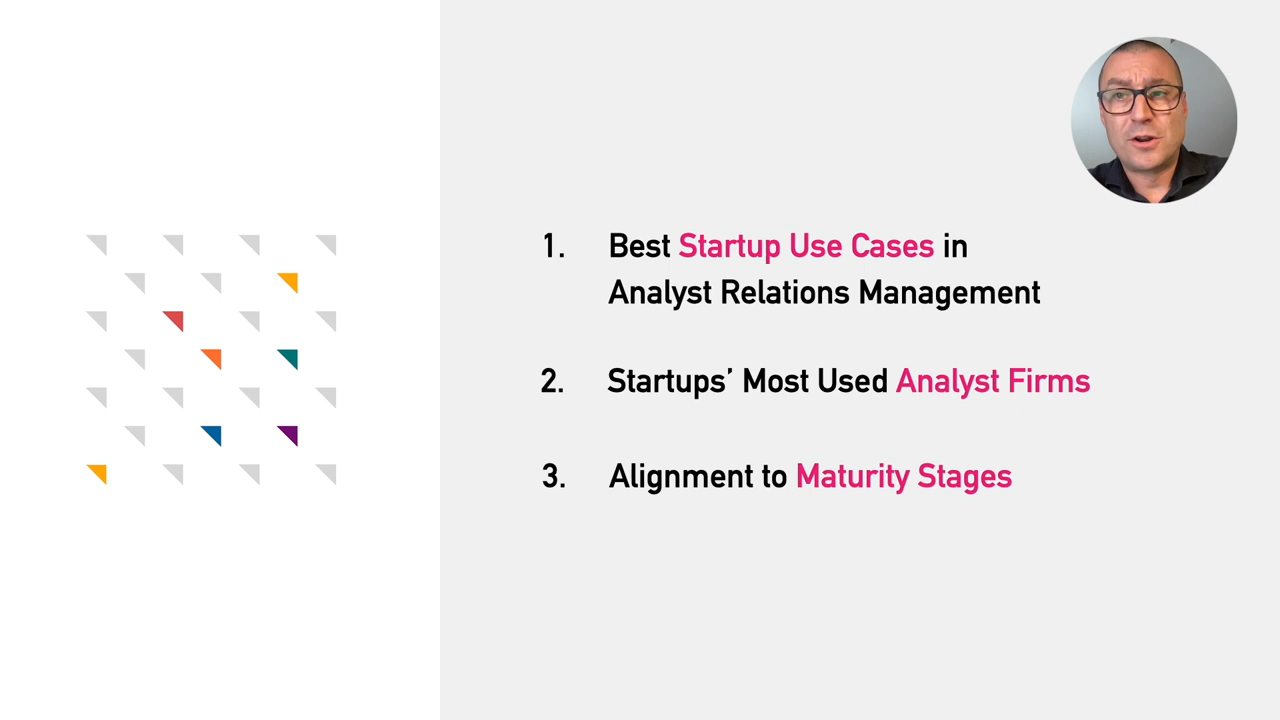 1. Best Startup Use Cases in
Analyst Relations Management
2. Startups’ Most Used Analyst Firms
3. Alignment to Maturity Stages